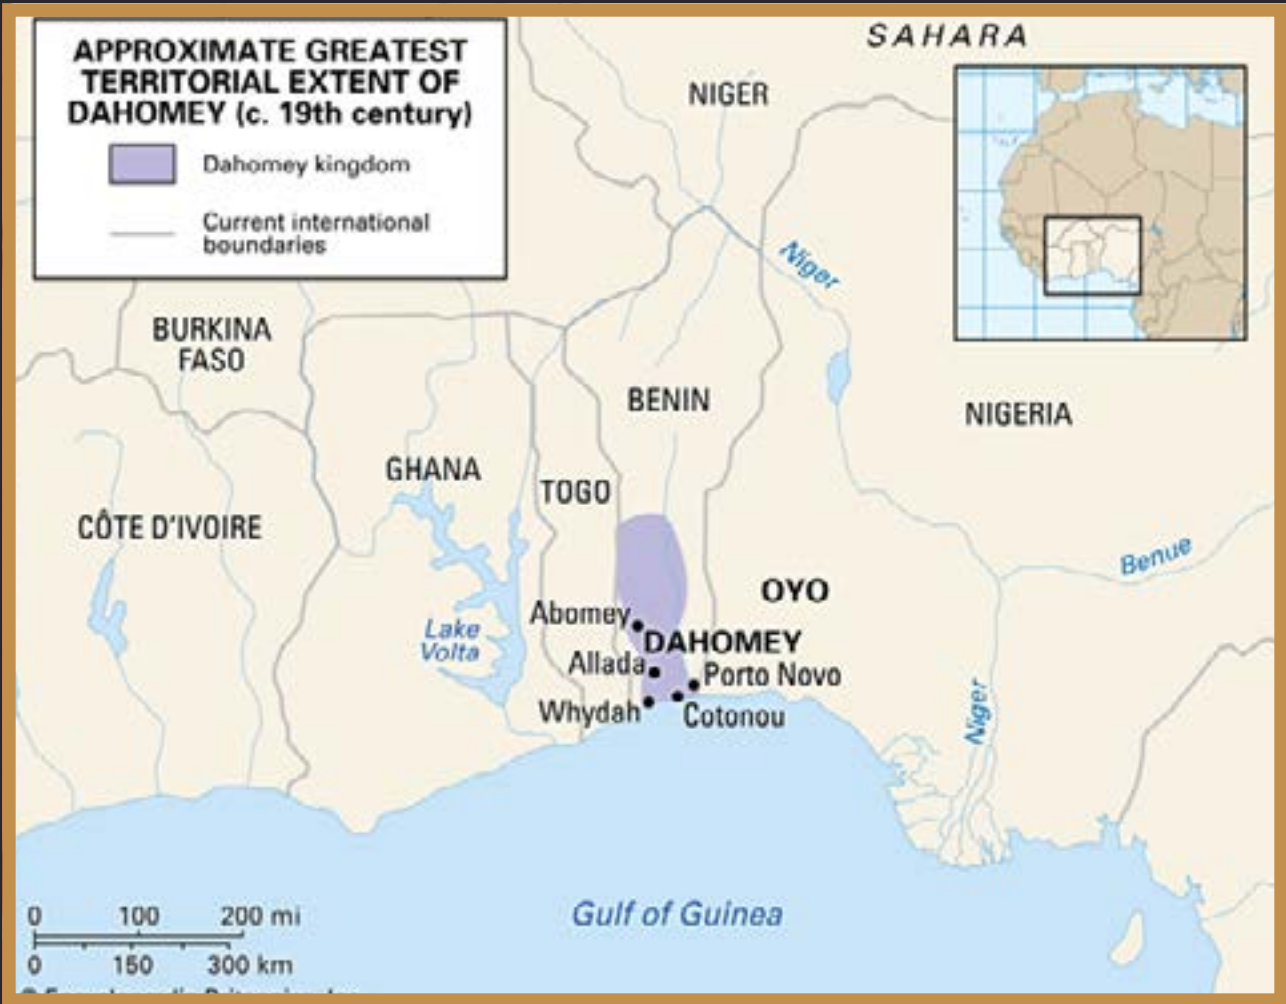 APPROXIMATE GREATEST
TERRITORIAL EXTENT OF
DAHOMEY (c. 19th century)
Dahomey kingdom
Current international
boundaries
SAHARA
NIGER
Niger
BURKINA
FASO
BENIN
NIGERIA
GHANA
TOGO
CÔTE D'IVOIRE
Benue
OYO
Abomey
Lake
Volta
DAHOMEY
Allada
Porto Novo
Whydah
Cotonou
Niger
Gulf of Guinea
0 100 200 mi
0 150 300 km